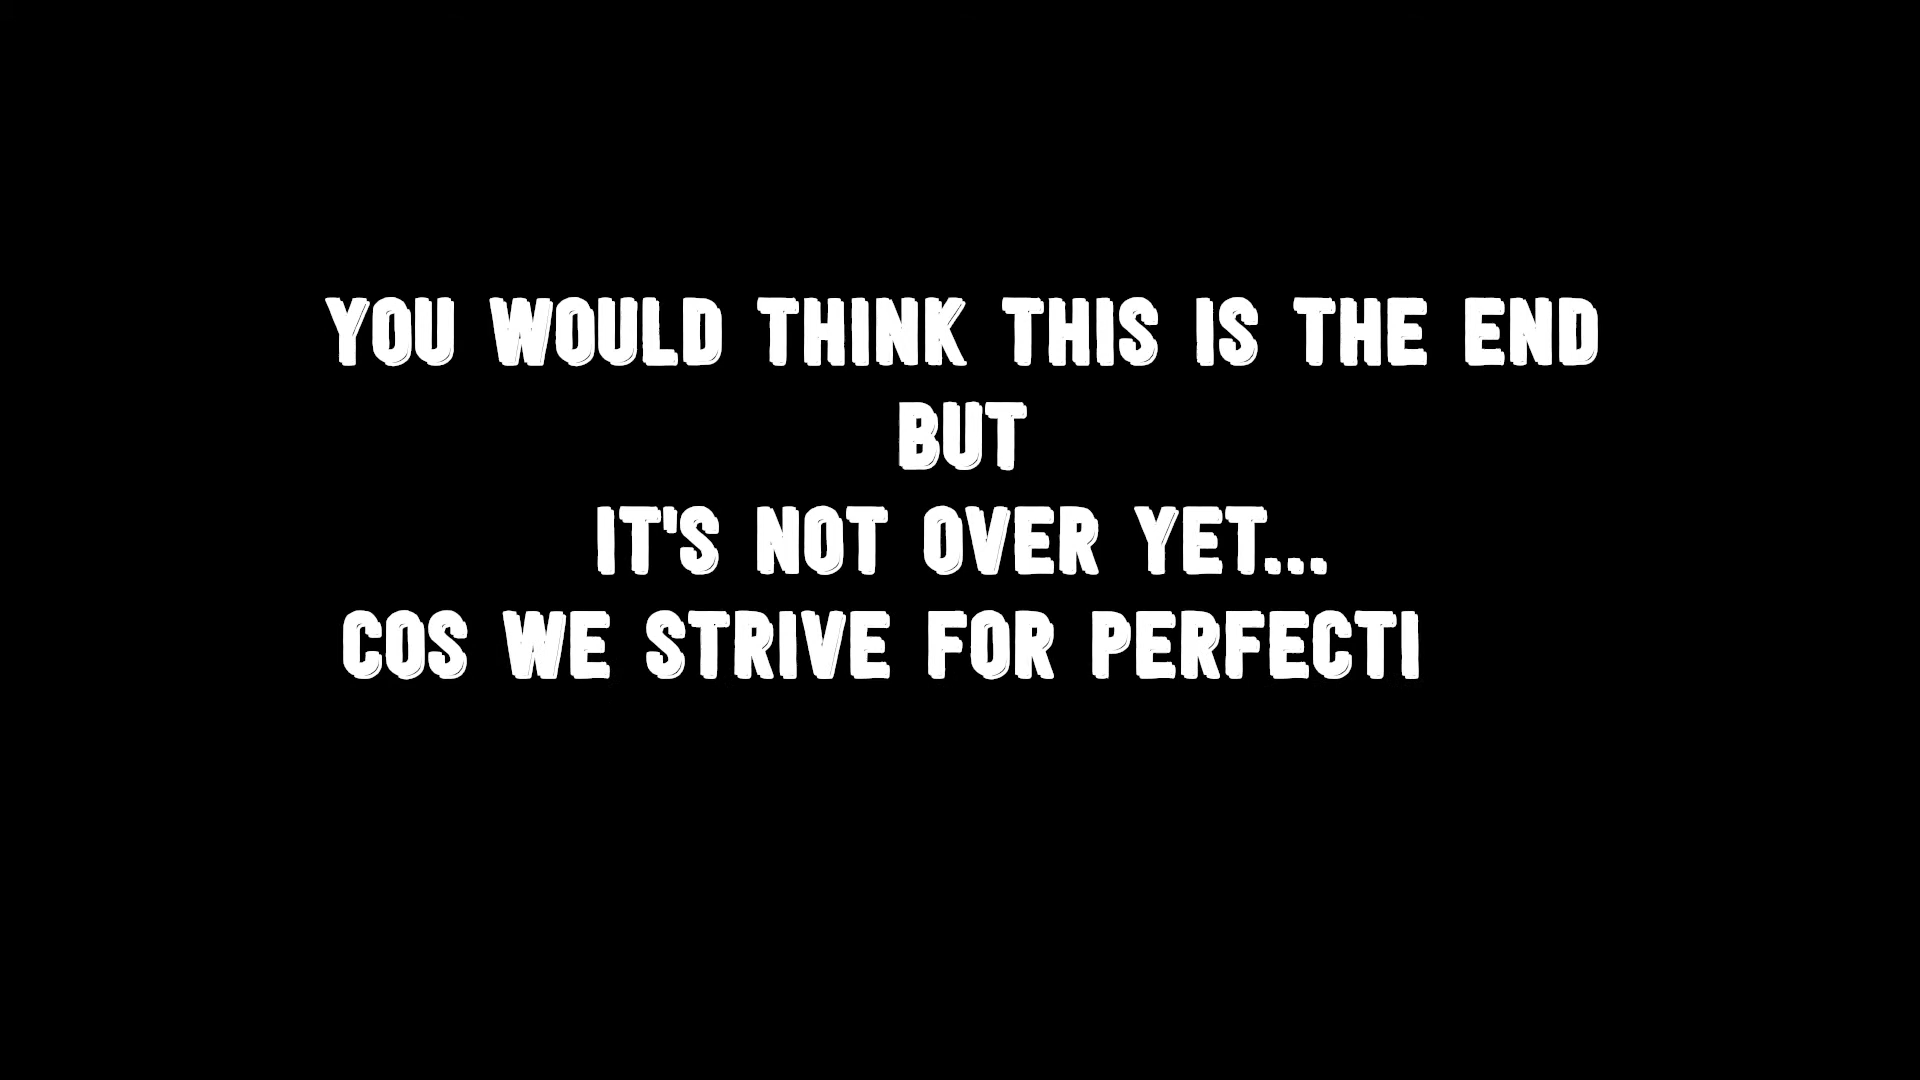 YOU WOULD THINK THIS IS THE END
BUT
IT'S NOT OVER YET...
COS WE STRIVE FOR PERFECTI